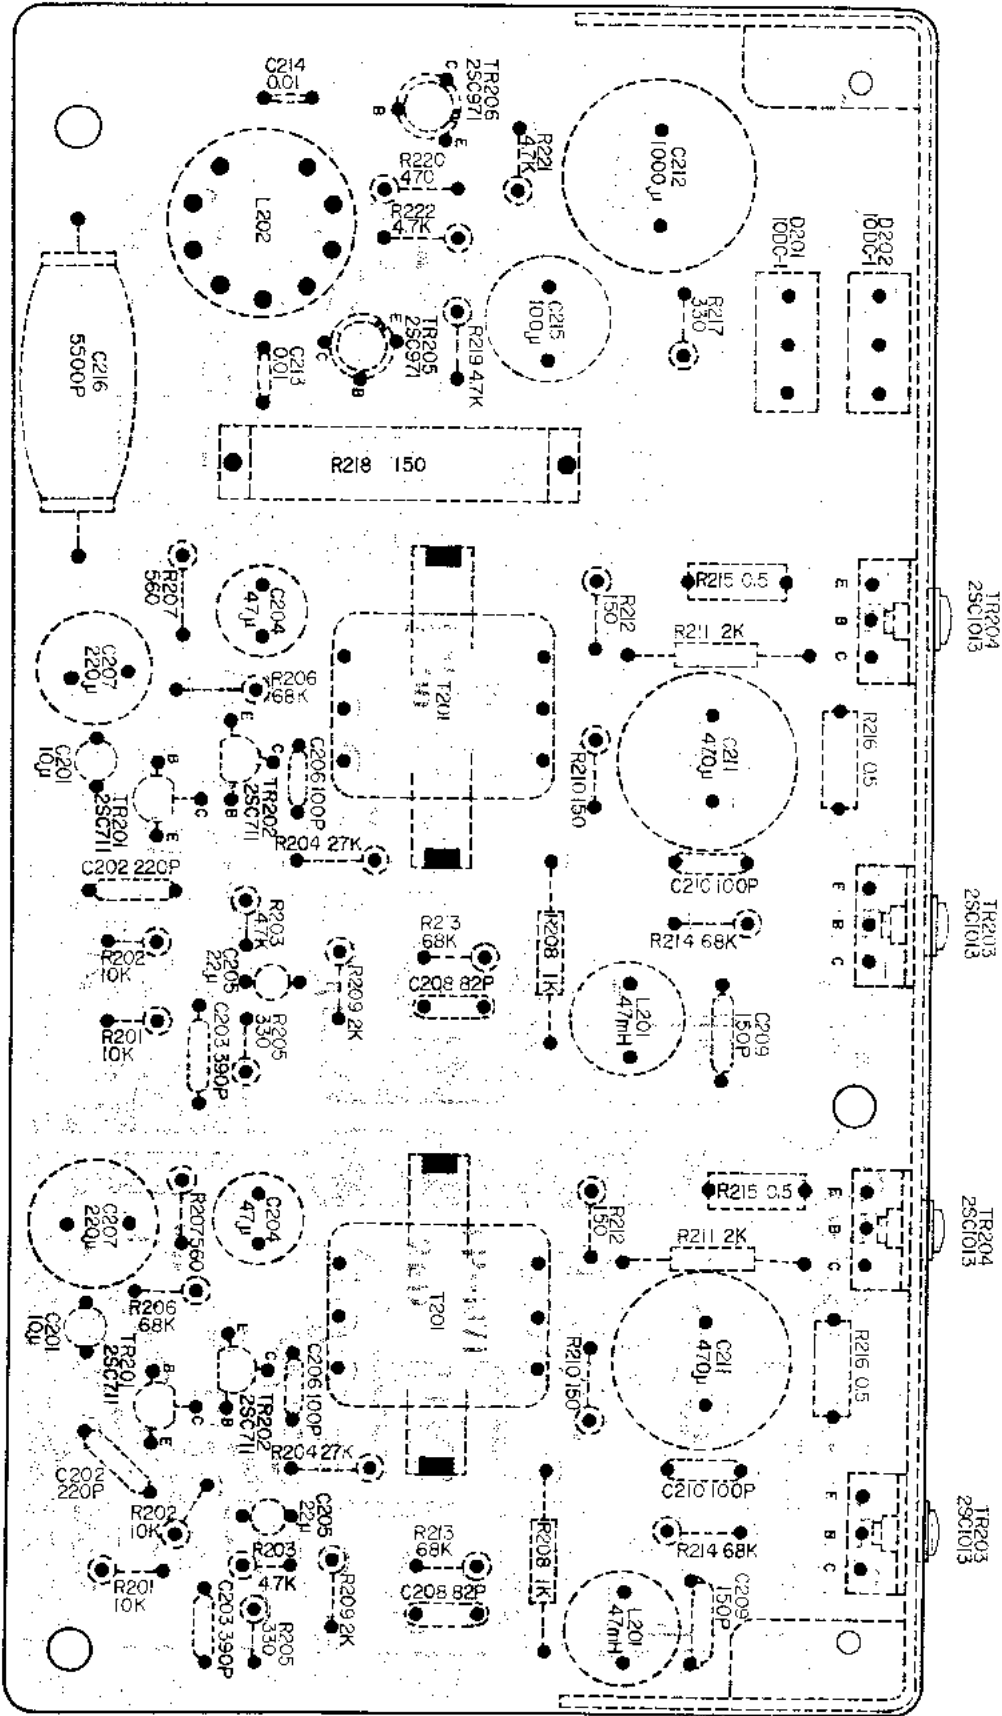 C214
0.01
TR206
2SC971
C
B
E
R220
470
R221
4.7K
C212
1000μ
L202
R222
4.7K
D201
10DC-1
D202
10DC-1
C216
5500P
C213
0.01
TR205
2SC971
E
C
B
R219 4.7K
C215
100μ
R217
330
R218 150
R207
560
C204
47μ
R212
150
R215 0.5
E
B
C
TR204
2SC1013
R211 2K
C207
220μ
R206
68K
T201
C211
470μ
R216 0.5
C201
10μ
TR201
2SC711
B
C
E
E
C
B
TR202
2SC711
C206 100P
R210 150
R204 27K
C202 220P
C210 100P
E
B
C
TR203
2SC1013
R203
4.7K
R213
68K
R208 1K
R214 68K
R202
10K
C205
22μ
R209 2K
C208 82P
L201
47mH
C209
150P
R201
10K
C203 390P
R205
330
C207
220μ
R207 560
C204
47μ
R212
150
R215 0.5
E
B
C
TR204
2SC1013
R211 2K
R206
68K
T201
C211
470μ
R216 0.5
C201
10μ
TR201
2SC711
B
C
E
E
C
B
TR202
2SC711
C206 100P
R210 150
R204 27K
C202
220P
C210 100P
E
B
C
TR203
2SC1013
R202
10K
C205
22μ
R213
68K
R208 1K
R214 68K
R203
4.7K
R209 2K
C208 82P
L201
47mH
C209
150P
R201
10K
C203 390P
R205
330